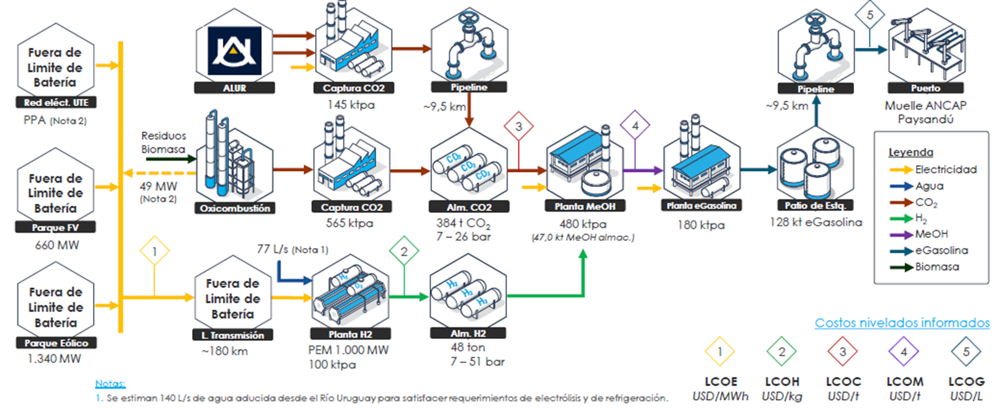 Fuera de
Limite de
Batería
Red eléct. UTE
PPA (Nota 2)
Fuera de
Limite de
Batería
Parque FV
660 MW
Fuera de
Limite de
Batería
Parque Eólico
1.340 MW
ALUR
Captura CO2
145 ktpa
Pipeline
~9,5 km
Residuos
Biomasa
49 MW
(Nota 2)
Oxicombustión
Captura CO2
565 ktpa
Alm. CO2
CO₂
CO₂
CO₂
384 t CO₂
7 – 26 bar
3
Planta MeOH
480 ktpa
(47,0 kt MeOH almac.)
4
Planta eGasolina
180 ktpa
Patio de Estq.
128 kt eGasolina
Pipeline
~9,5 km
5
Puerto
Muelle ANCAP
Paysandú
1
Fuera de
Limite de
Batería
L. Transmisión
~180 km
77 L/s (Nota 1)
H₂
O₂
Planta H2
PEM 1.000 MW
100 ktpa
2
H₂
H₂
H₂
Alm. H2
48 ton
7 – 51 bar
Leyenda
Electricidad
Agua
CO₂
H₂
MeOH
eGasolina
Biomasa
Costos nivelados informados
1
2
3
4
5
LCOE
USD/MWh
LCOH
USD/kg
LCOC
USD/t
LCOM
USD/t
LCOG
USD/L
Notas:
1. Se estiman 140 L/s de agua aducida desde el Río Uruguay para satisfacer requerimientos de electrólisis y de refrigeración.